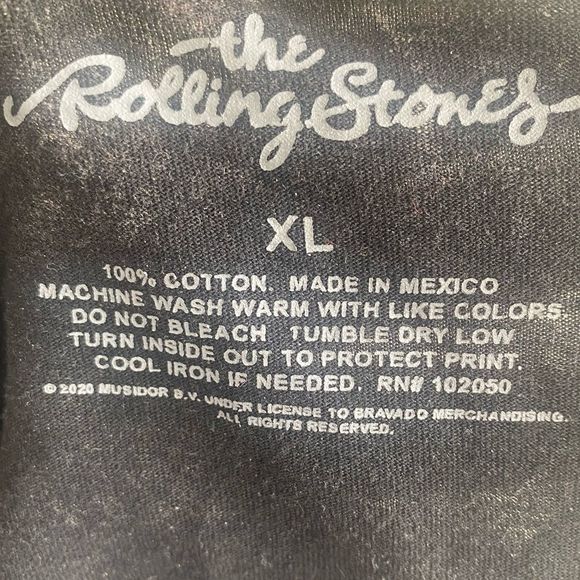 the
Rolling Stones
XL
100% COTTON. MADE IN MEXICO
MACHINE WASH WARM WITH LIKE COLORS.
DO NOT BLEACH TUMBLE DRY LOW
TURN INSIDE OUT TO PROTECT PRINT.
COOL IRON IF NEEDED. RN# 102050
© 2020 MUSIDOR B.V. UNDER LICENSE TO BRAVADO MERCHANDISING.
ALL RIGHTS RESERVED.